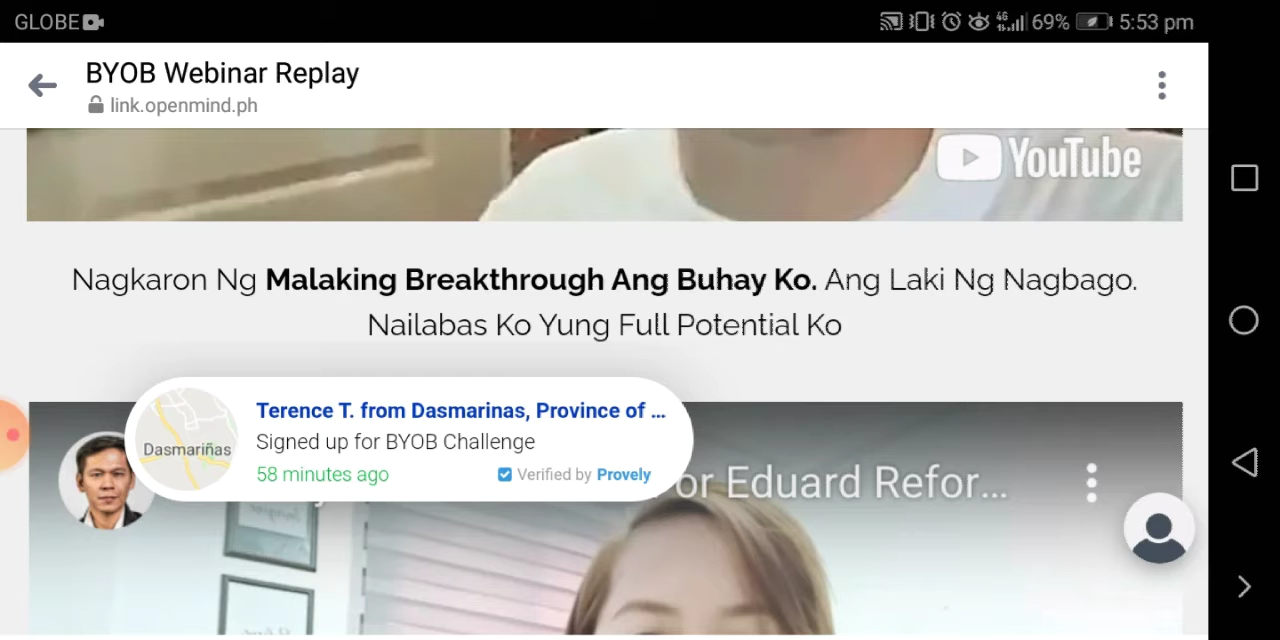 GLOBE
4G
69%
5:53 pm
BYOB Webinar Replay
link.openmind.ph
YouTube
Nagkaron Ng Malaking Breakthrough Ang Buhay Ko. Ang Laki Ng Nagbago.
Nailabas Ko Yung Full Potential Ko
Terence T. from Dasmarinas, Province of ...
Dasmariñas
Signed up for BYOB Challenge
58 minutes ago
Verified by Provely
or Eduard Refor...